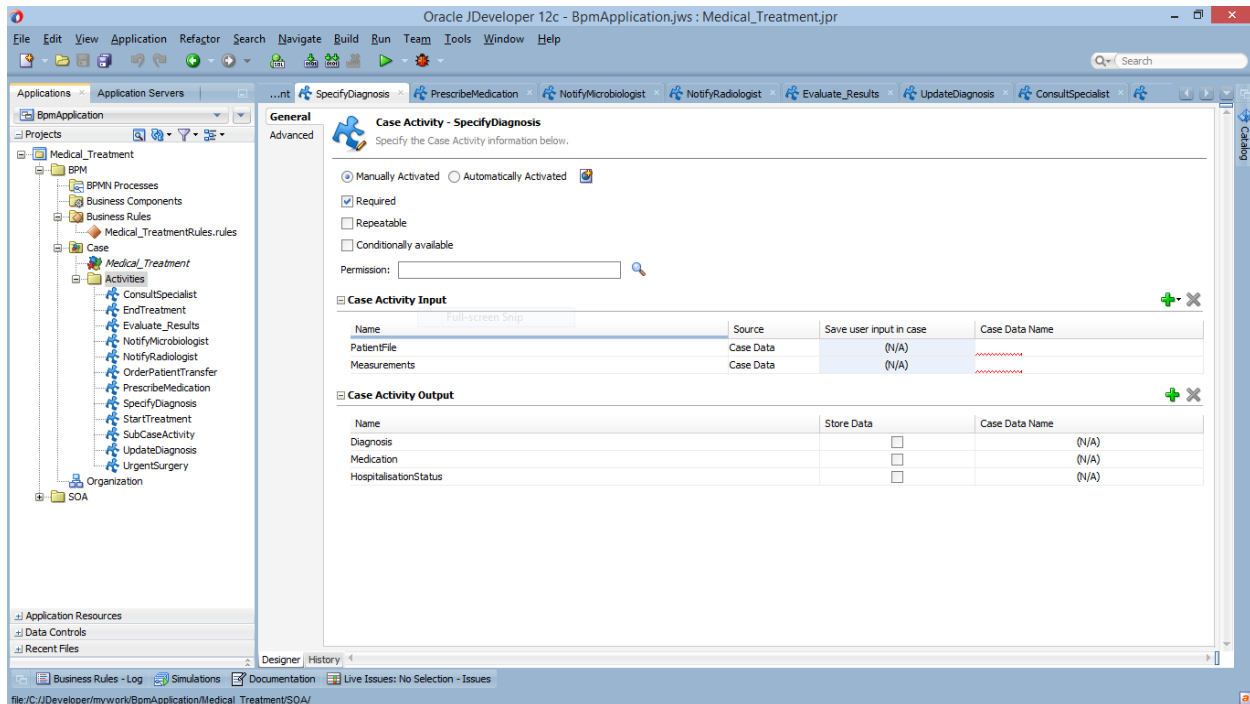 Oracle JDeveloper 12c - BpmApplication.jws : Medical_Treatment.jpr
File Edit View Application Refactor Search Navigate Build Run Team Tools Window Help
Search
Applications Application Servers
BpmApplication
Projects
Medical_Treatment
BPM
BPMN Processes
Business Components
Business Rules
Medical_TreatmentRules.rules
Case
Medical_Treatment
Activities
ConsultSpecialist
EndTreatment
Evaluate_Results
NotifyMicrobiologist
NotifyRadiologist
OrderPatientTransfer
PrescribeMedication
SpecifyDiagnosis
StartTreatment
SubCaseActivity
UpdateDiagnosis
UrgentSurgery
Organization
SOA
Application Resources
Data Controls
Recent Files
...nt SpecifyDiagnosis PrescribeMedication NotifyMicrobiologist NotifyRadiologist Evaluate_Results UpdateDiagnosis ConsultSpecialist
General
Advanced
Case Activity - SpecifyDiagnosis
Specify the Case Activity information below.
Manually Activated Automatically Activated
Required
Repeatable
Conditionally available
Permission:
Case Activity Input
Full-screen Snip
Name Source Save user input in case Case Data Name
PatientFile Case Data (N/A)
Measurements Case Data (N/A)
Case Activity Output
Name Store Data Case Data Name
Diagnosis (N/A)
Medication (N/A)
HospitalisationStatus (N/A)
Catalog
Designer History
Business Rules - Log Simulations Documentation Live Issues: No Selection - Issues
file:/C:/JDeveloper/mywork/BpmApplication/Medical_Treatment/SOA/